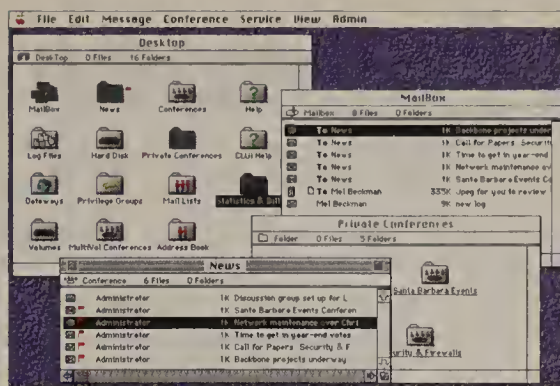 File Edit Message Conference Service View Admin
Desktop
DeskTop 0 Files 16 Folders
MailBox News Conferences Help
Log Files Hard Disk Private Conferences CLUI Help
Gateways Privilege Groups Mail Lists Statistics & Bill
Volumes MultiVol Conferences Address Book
MailBox
Mailbox 8 Files 0 Folders
To News 1K Backbone projects under
To News 1K Call for Papers Securit
To News 1K Time to get in year-end
To News 1K Network maintenance ov
To News 1K Santa Barbara Events Co
To Mel Beckman 335K Jpeg for you to review
Mel Beckman 9K new log
Private Conferences
Folder 0 Files 5 Folders
Santa Barbara Events
urity & Firewalls
News
Conference 6 Files 0 Folders
Administrator 1K Discussion group set up for L
Administrator 1K Santa Barbara Events Conferen
Administrator 1K Network maintenance over Chri
Administrator 1K Time to get in year-end votes
Administrator 1K Call for Papers Security & F
Administrator 1K Backbone projects underway